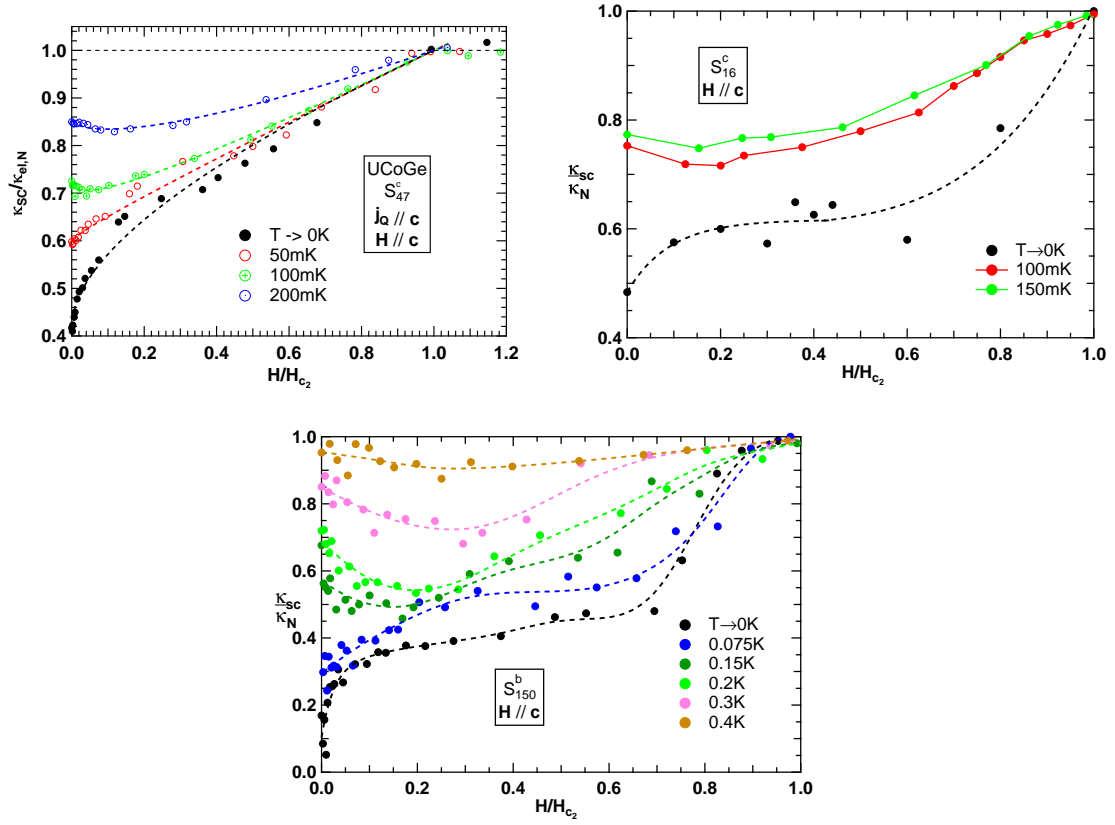 1.0
0.9
0.8
0.7
0.6
0.5
0.4
κSC/κel,N
0.0
0.2
0.4
0.6
0.8
1.0
1.2
H/Hc2
UCoGe
S47c
jQ // c
H // c
T -> 0K
50mK
100mK
200mK
1.0
0.8
0.6
0.4
κSC
κN
0.0
0.2
0.4
0.6
0.8
1.0
H/Hc2
S16c
H // c
T→0K
100mK
150mK
1.0
0.8
0.6
0.4
0.2
0.0
κSC
κN
0.0
0.2
0.4
0.6
0.8
1.0
H/Hc2
S150b
H // c
T→0K
0.075K
0.15K
0.2K
0.3K
0.4K